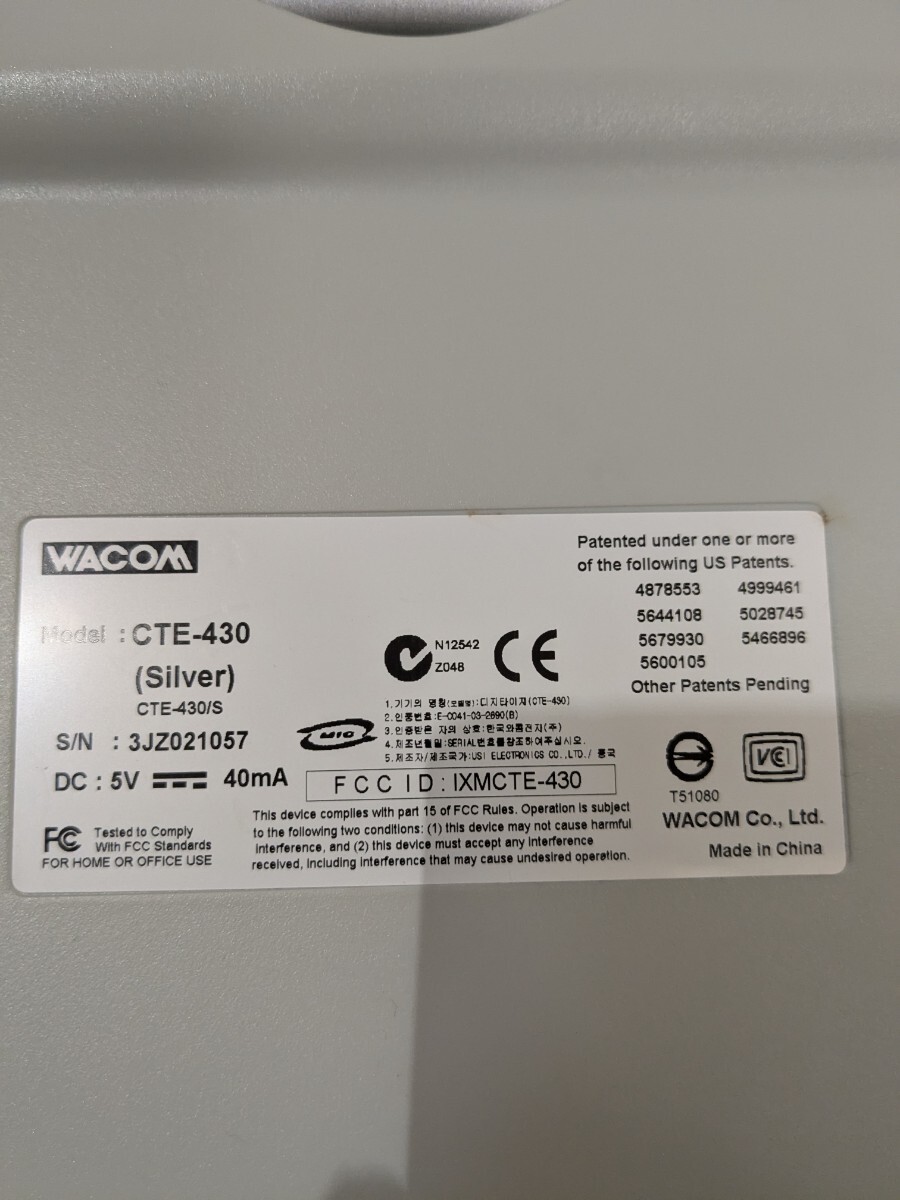 WACOM
Model : CTE-430
(Silver)
CTE-430/S
S/N : 3JZ021057
DC : 5V 40mA
FC Tested to Comply
With FCC Standards
FOR HOME OR OFFICE USE
N12542
Z048
CE
MIC
1.기기의 명칭(모델명):디지타이저(CTE-430)
2.인증번호:E-C041-03-2890(B)
3.인증받은 자의 상호:한국와콤전자(주)
4.제조년월일:SERIAL번호를참조하여주십시오.
5.제조자/제조국가:USI ELECTRONICS CO.,LTD./ 중국
FCC ID : IXMCTE-430
This device complies with part 15 of FCC Rules. Operation is subject
to the following two conditions: (1) this device may not cause harmful
interference, and (2) this device must accept any interference
received, including interference that may cause undesired operation.
Patented under one or more
of the following US Patents.
4878553 4999461
5644108 5028745
5679930 5466896
5600105
Other Patents Pending
T51080
VCI
WACOM Co., Ltd.
Made in China